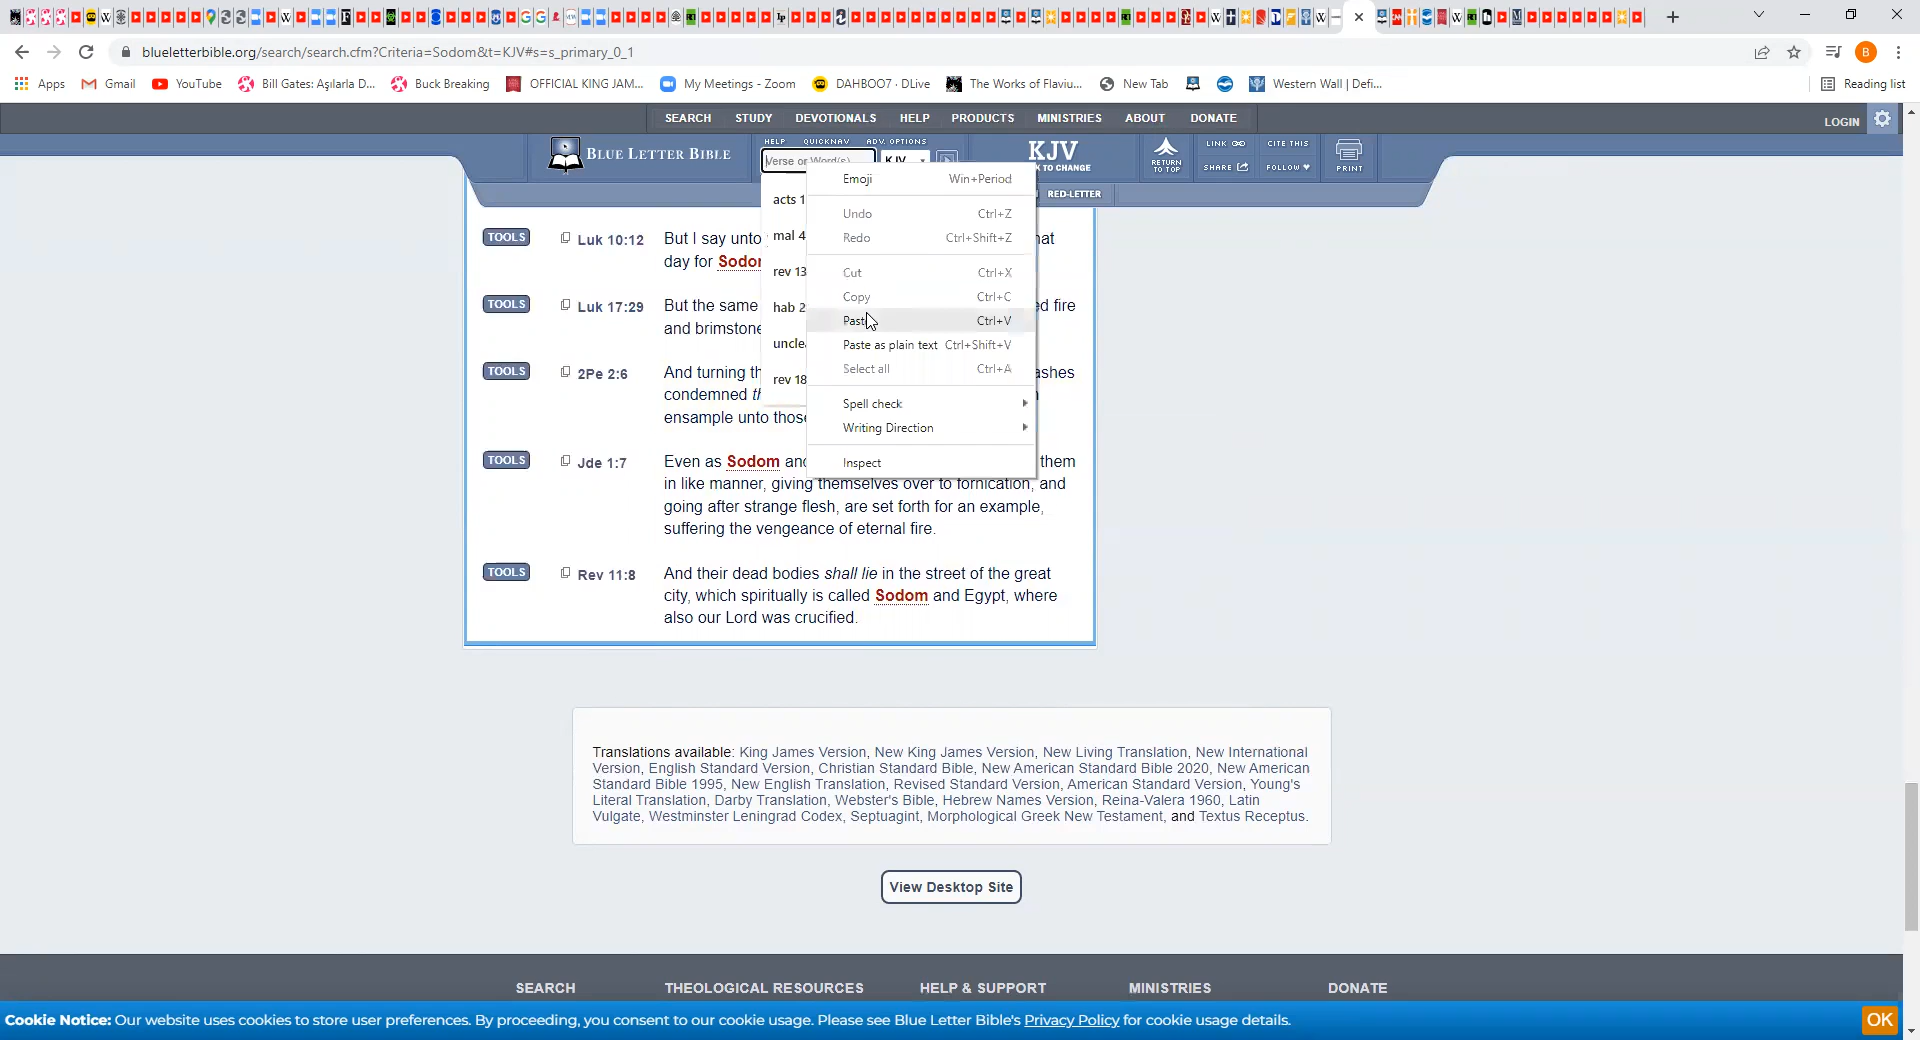 blueletterbible.org/search/search.cfm?Criteria=Sodom&t=KJV#s=s_primary_0_1
B
Apps Gmail YouTube Bill Gates: Aşılarla D... Buck Breaking OFFICIAL KING JAM... My Meetings - Zoom DAHBOO7 · DLive The Works of Flaviu... New Tab Western Wall | Defi... Reading list
SEARCH STUDY DEVOTIONALS HELP PRODUCTS MINISTRIES ABOUT DONATE
LOGIN
HELP QUICKNAV ADV. OPTIONS
BLUE LETTER BIBLE
Verse or Word(s) KJV
KJV
K TO CHANGE
RETURN TO TOP
LINK CITE THIS
SHARE FOLLOW
PRINT
RED-LETTER
acts 1
mal 4
rev 13
hab 2
unclea
rev 18
Emoji Win+Period
Undo Ctrl+Z
Redo Ctrl+Shift+Z
Cut Ctrl+X
Copy Ctrl+C
Paste Ctrl+V
Paste as plain text Ctrl+Shift+V
Select all Ctrl+A
Spell check
Writing Direction
Inspect
TOOLS Luk 10:12 But I say unto hat
day for Sodom
TOOLS Luk 17:29 But the same ed fire
and brimstone
TOOLS 2Pe 2:6 And turning th ashes
condemned
ensample unto those
TOOLS Jde 1:7 Even as Sodom and them
in like manner, giving themselves over to fornication, and
going after strange flesh, are set forth for an example,
suffering the vengeance of eternal fire.
TOOLS Rev 11:8 And their dead bodies shall lie in the street of the great
city, which spiritually is called Sodom and Egypt, where
also our Lord was crucified.
Translations available: King James Version, New King James Version, New Living Translation, New International
Version, English Standard Version, Christian Standard Bible, New American Standard Bible 2020, New American
Standard Bible 1995, New English Translation, Revised Standard Version, American Standard Version, Young's
Literal Translation, Darby Translation, Webster's Bible, Hebrew Names Version, Reina-Valera 1960, Latin
Vulgate, Westminster Leningrad Codex, Septuagint, Morphological Greek New Testament, and Textus Receptus.
View Desktop Site
SEARCH THEOLOGICAL RESOURCES HELP & SUPPORT MINISTRIES DONATE
Cookie Notice: Our website uses cookies to store user preferences. By proceeding, you consent to our cookie usage. Please see Blue Letter Bible's Privacy Policy for cookie usage details.
OK